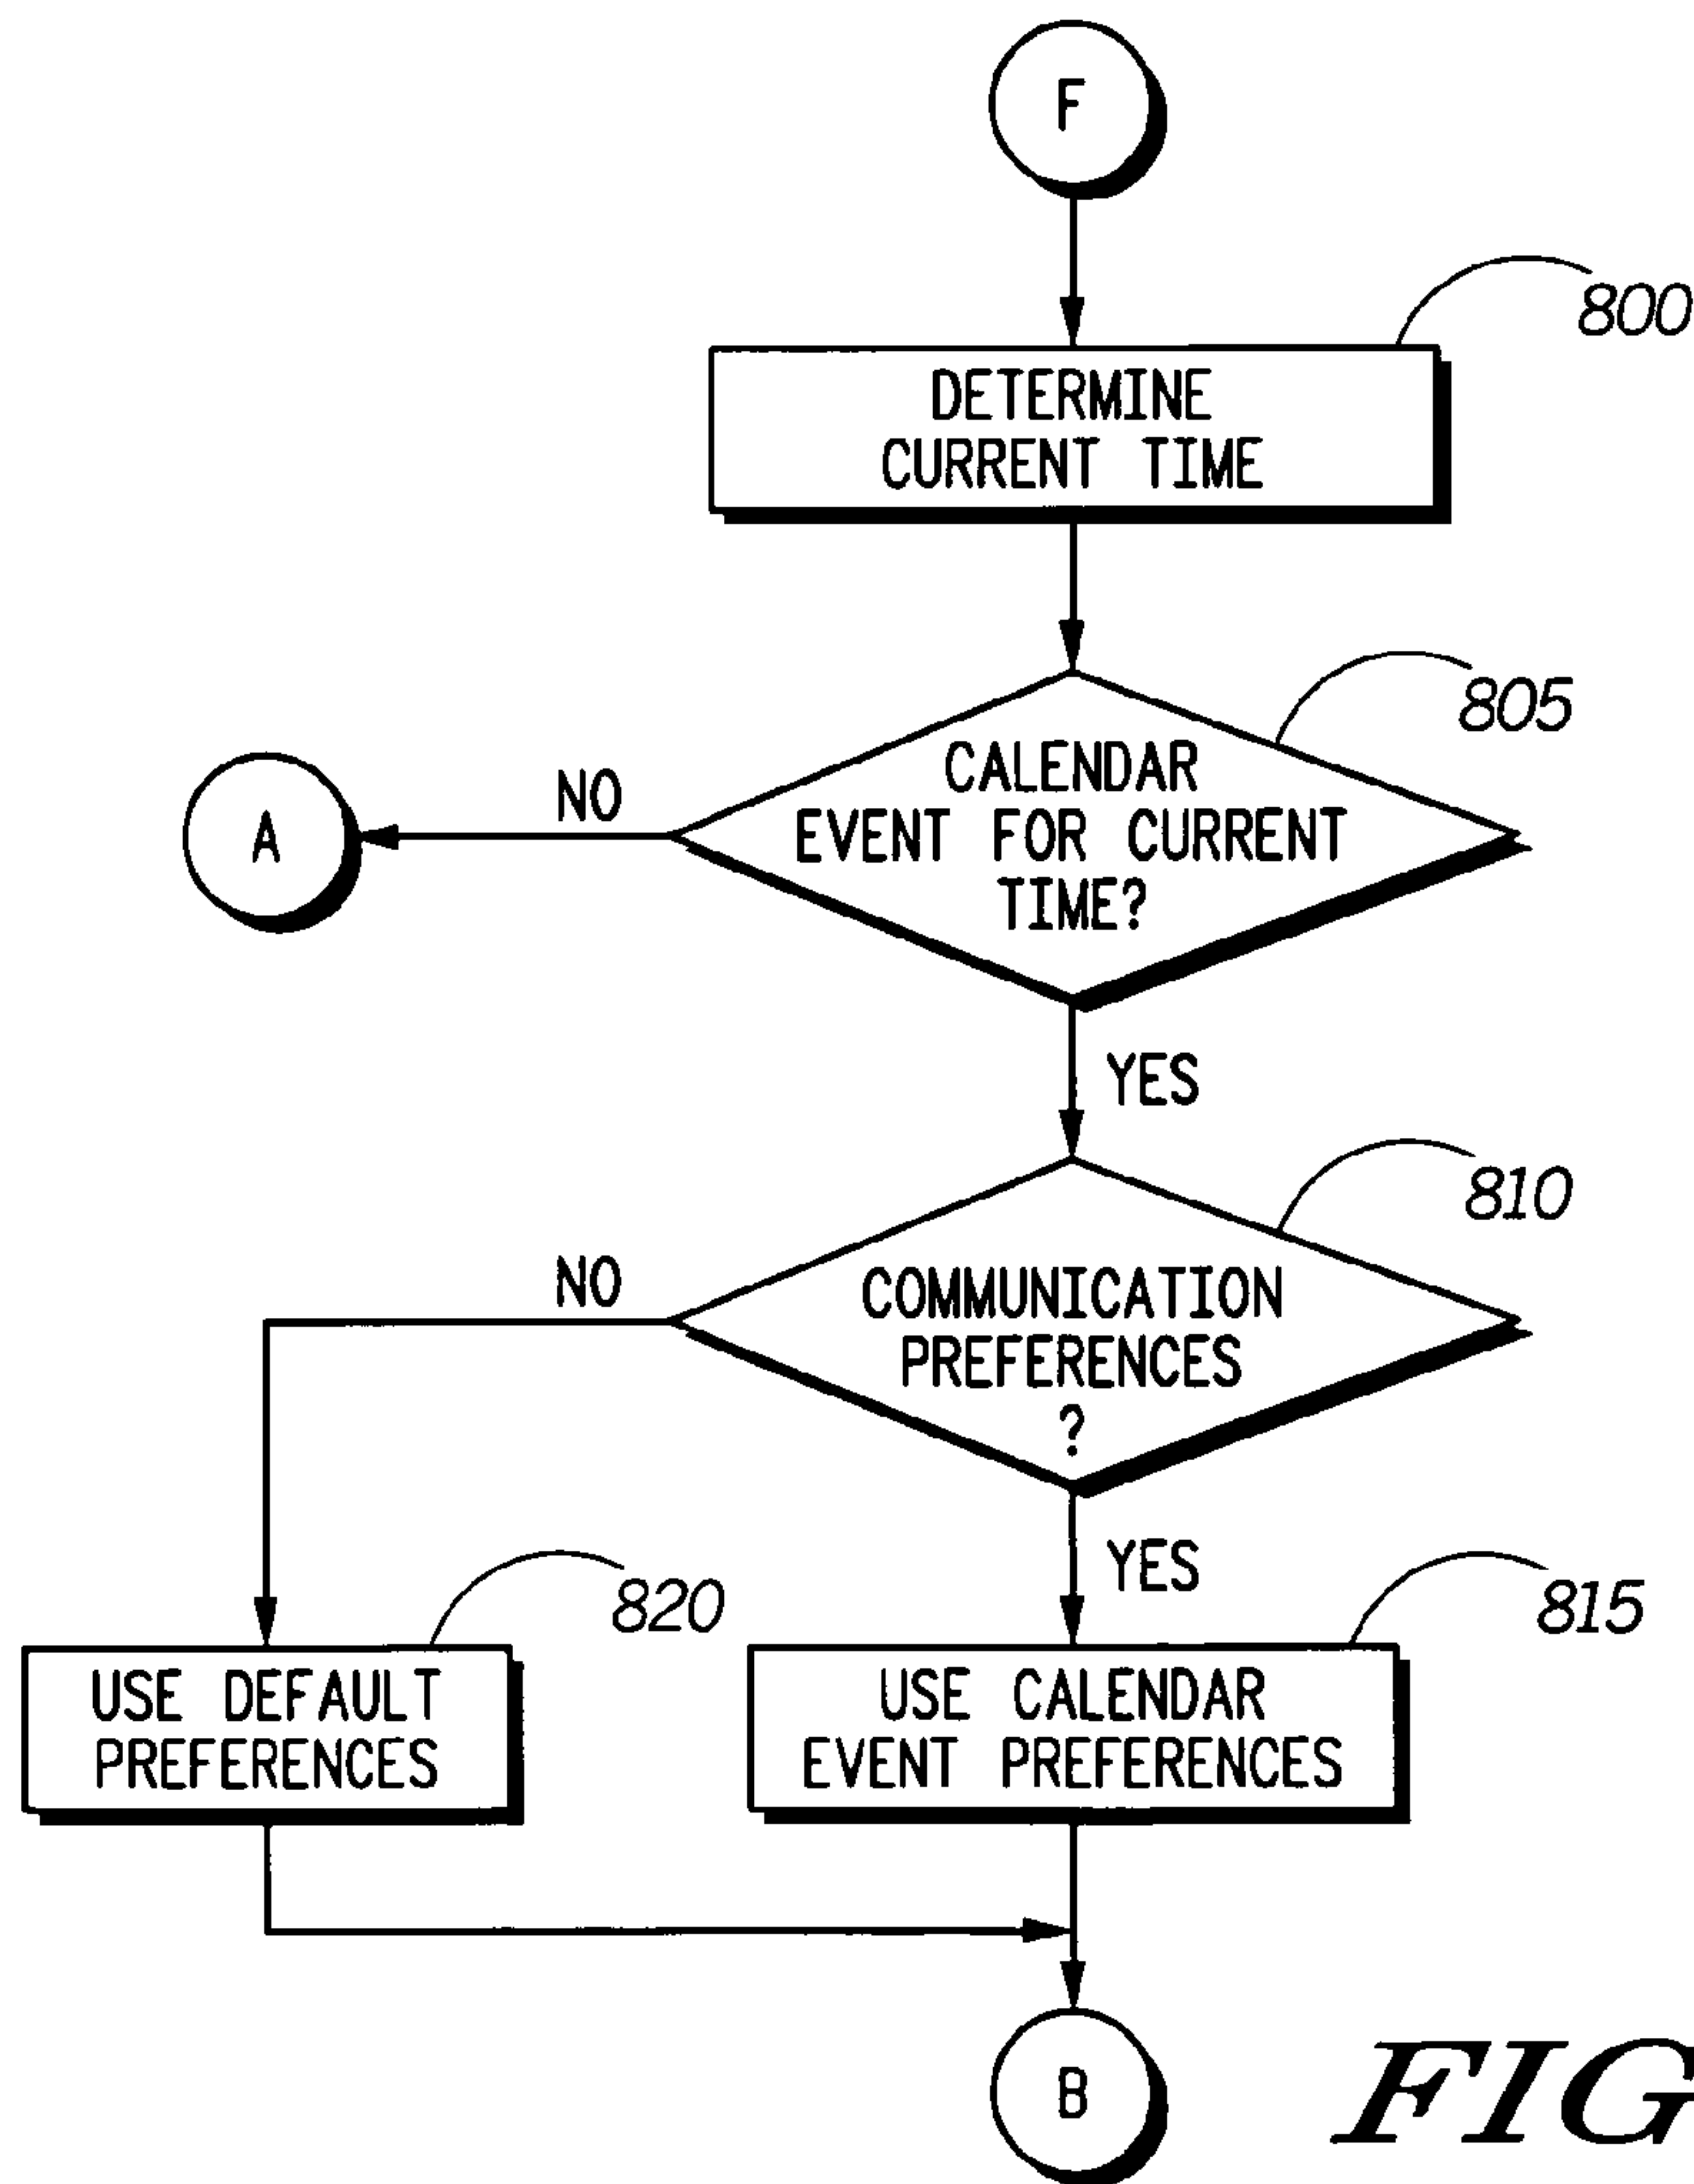 F
800
DETERMINE
CURRENT TIME
805
CALENDAR
EVENT FOR CURRENT
TIME?
NO
A
YES
810
COMMUNICATION
PREFERENCES
?
NO
YES
820
815
USE DEFAULT
PREFERENCES
USE CALENDAR
EVENT PREFERENCES
B
FIG